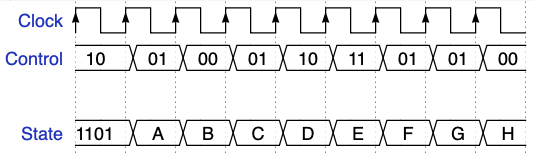 Clock
Control 10 01 00 01 10 11 01 01 00
State 1101 A B C D E F G H